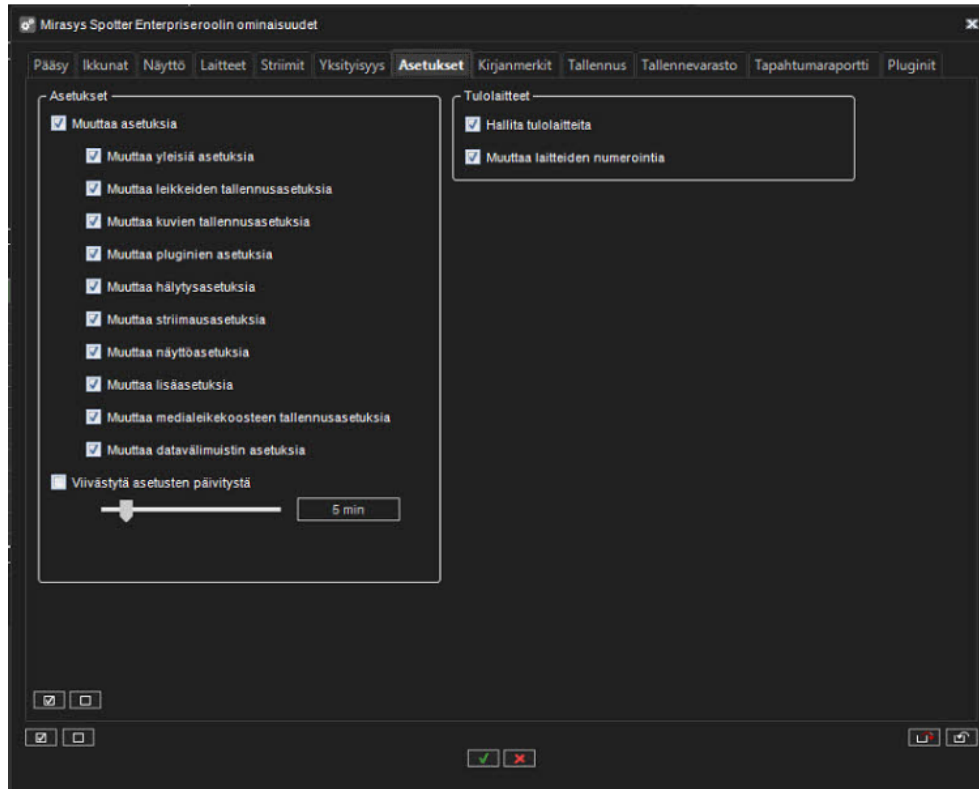 Mirasys Spotter Enterpriseroolin ominaisuudet
Pääsy Ikkunat Näyttö Laitteet Striimit Yksityisyys Asetukset Kirjanmerkit Tallennus Tallennevarasto Tapahtumaraportti Pluginit
Asetukset
Muuttaa asetuksia
Muuttaa yleisiä asetuksia
Muuttaa leikkeiden tallennusasetuksia
Muuttaa kuvien tallennusasetuksia
Muuttaa pluginien asetuksia
Muuttaa hälytysasetuksia
Muuttaa striimausasetuksia
Muuttaa näyttöasetuksia
Muuttaa lisäasetuksia
Muuttaa medialeikekoosteen tallennusasetuksia
Muuttaa datavälimuistin asetuksia
Viivästytä asetusten päivitystä
5 min
Tulolaitteet
Hallita tulolaitteita
Muuttaa laitteiden numerointia